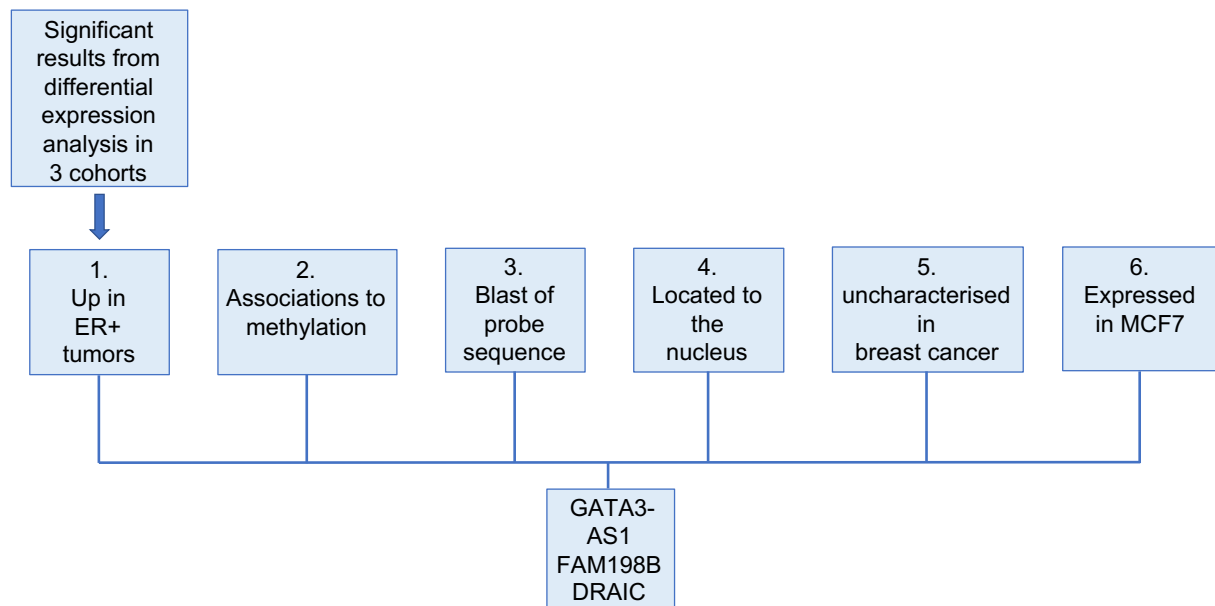 Significant
results from
differential
expression
analysis in
3 cohorts
1.
Up in
ER+
tumors
2.
Associations to
methylation
3.
Blast of
probe
sequence
4.
Located to
the
nucleus
5.
uncharacterised
in
breast cancer
6.
Expressed
in MCF7
GATA3-
AS1
FAM198B
DRAIC